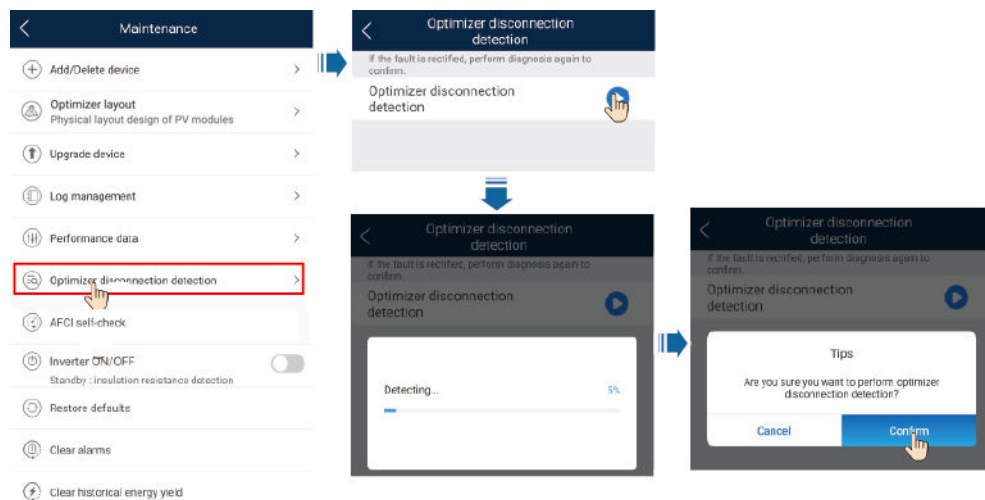 Maintenance
Add/Delete device
Optimizer layout
Physical layout design of PV modules
Upgrade device
Log management
Performance data
Optimizer disconnection detection
AFCI self-check
Inverter ON/OFF
Standby : insulation resistance detection
Restore defaults
Clear alarms
Clear historical energy yield
Optimizer disconnection
detection
If the fault is rectified, perform diagnosis again to
confirm.
Optimizer disconnection
detection
Optimizer disconnection
detection
If the fault is rectified, perform diagnosis again to
confirm.
Optimizer disconnection
detection
Detecting... 5%
Optimizer disconnection
detection
If the fault is rectified, perform diagnosis again to
confirm.
Optimizer disconnection
detection
Tips
Are you sure you want to perform optimizer
disconnection detection?
Cancel Confirm